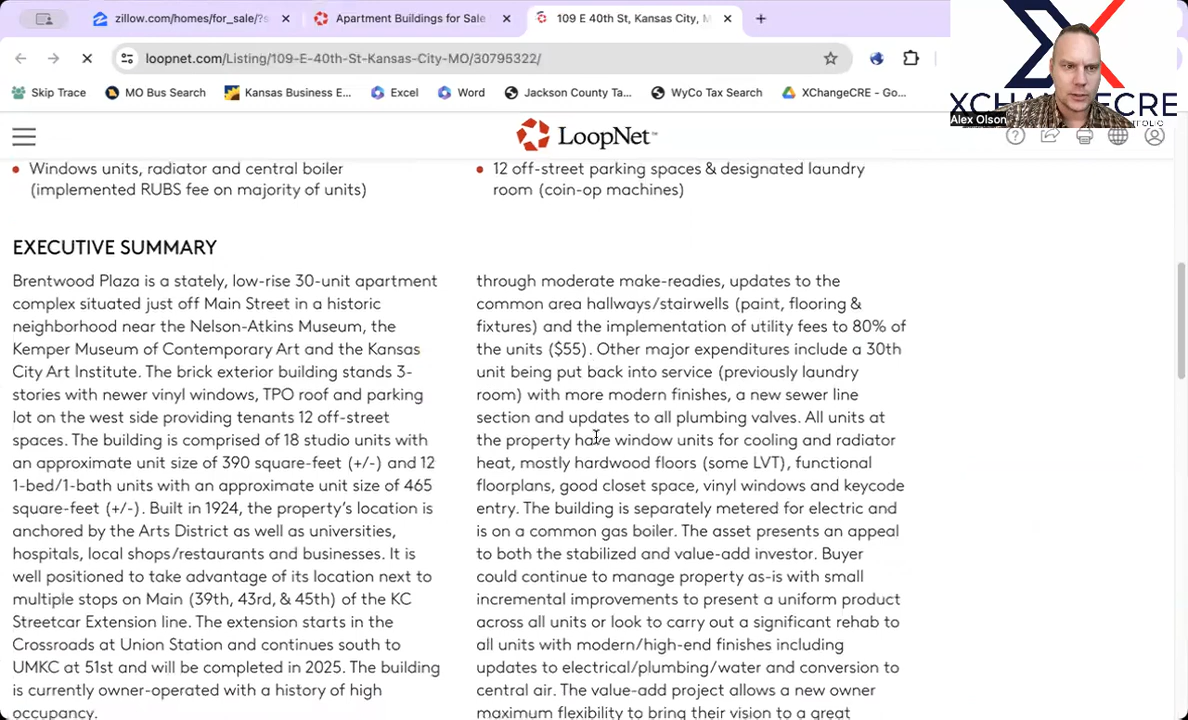 zillow.com/homes/for_sale/?s
Apartment Buildings for Sale
109 E 40th St, Kansas City, M
loopnet.com/Listing/109-E-40th-St-Kansas-City-MO/30795322/
Skip Trace
MO Bus Search
Kansas Business E...
Excel
Word
Jackson County Ta...
WyCo Tax Search
XChangeCRE - Go...
XCHANGECRE
Alex Olson
LoopNet™
Windows units, radiator and central boiler
(implemented RUBS fee on majority of units)
12 off-street parking spaces & designated laundry
room (coin-op machines)
EXECUTIVE SUMMARY
Brentwood Plaza is a stately, low-rise 30-unit apartment
complex situated just off Main Street in a historic
neighborhood near the Nelson-Atkins Museum, the
Kemper Museum of Contemporary Art and the Kansas
City Art Institute. The brick exterior building stands 3-
stories with newer vinyl windows, TPO roof and parking
lot on the west side providing tenants 12 off-street
spaces. The building is comprised of 18 studio units with
an approximate unit size of 390 square-feet (+/-) and 12
1-bed/1-bath units with an approximate unit size of 465
square-feet (+/-). Built in 1924, the property's location is
anchored by the Arts District as well as universities,
hospitals, local shops/restaurants and businesses. It is
well positioned to take advantage of its location next to
multiple stops on Main (39th, 43rd, & 45th) of the KC
Streetcar Extension line. The extension starts in the
Crossroads at Union Station and continues south to
UMKC at 51st and will be completed in 2025. The building
is currently owner-operated with a history of high
occupancy.
through moderate make-readies, updates to the
common area hallways/stairwells (paint, flooring &
fixtures) and the implementation of utility fees to 80% of
the units ($55). Other major expenditures include a 30th
unit being put back into service (previously laundry
room) with more modern finishes, a new sewer line
section and updates to all plumbing valves. All units at
the property have window units for cooling and radiator
heat, mostly hardwood floors (some LVT), functional
floorplans, good closet space, vinyl windows and keycode
entry. The building is separately metered for electric and
is on a common gas boiler. The asset presents an appeal
to both the stabilized and value-add investor. Buyer
could continue to manage property as-is with small
incremental improvements to present a uniform product
across all units or look to carry out a significant rehab to
all units with modern/high-end finishes including
updates to electrical/plumbing/water and conversion to
central air. The value-add project allows a new owner
maximum flexibility to bring their vision to a great